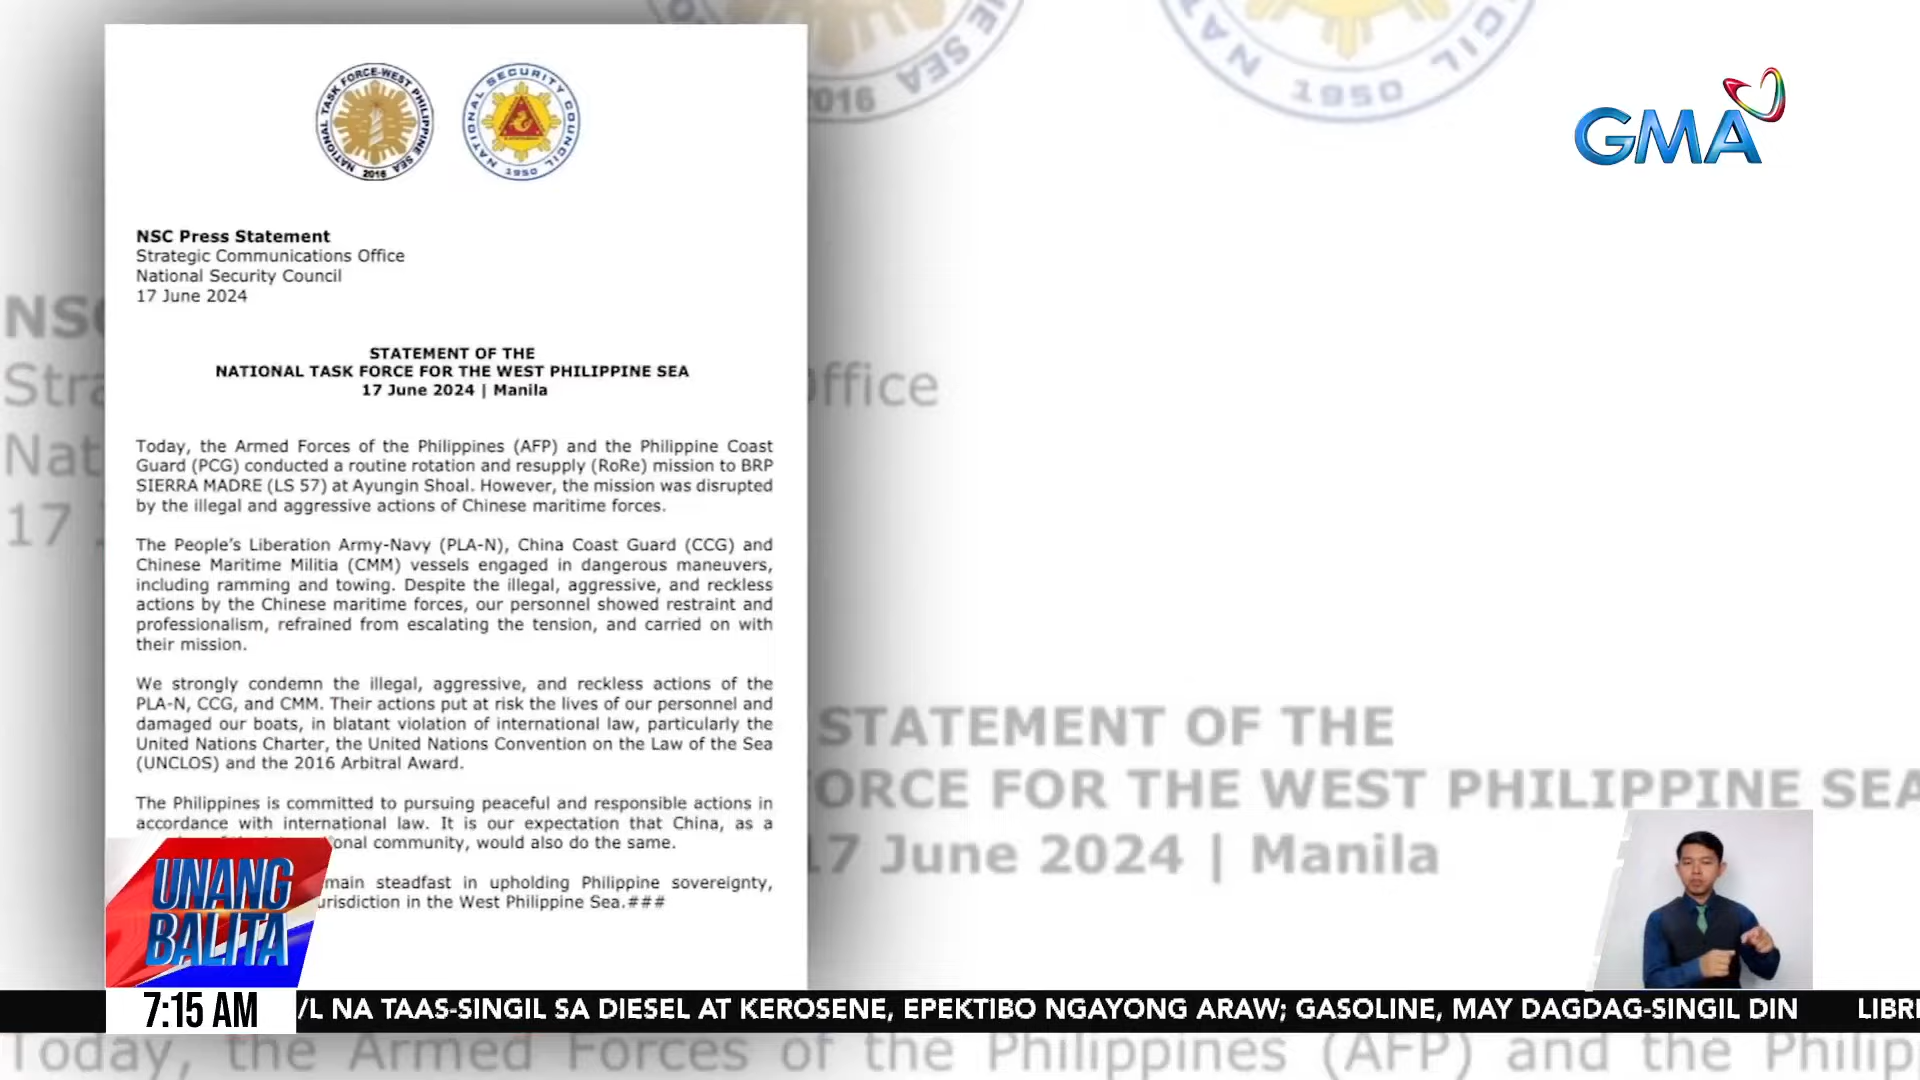 NATIONAL TASK FORCE-WEST PHILIPPINE SEA
2016
NATIONAL SECURITY COUNCIL
1950
GMA
NSC Press Statement
Strategic Communications Office
National Security Council
17 June 2024
STATEMENT OF THE
NATIONAL TASK FORCE FOR THE WEST PHILIPPINE SEA
17 June 2024 | Manila
Today, the Armed Forces of the Philippines (AFP) and the Philippine Coast
Guard (PCG) conducted a routine rotation and resupply (RoRe) mission to BRP
SIERRA MADRE (LS 57) at Ayungin Shoal. However, the mission was disrupted
by the illegal and aggressive actions of Chinese maritime forces.
The People's Liberation Army-Navy (PLA-N), China Coast Guard (CCG) and
Chinese Maritime Militia (CMM) vessels engaged in dangerous maneuvers,
including ramming and towing. Despite the illegal, aggressive, and reckless
actions by the Chinese maritime forces, our personnel showed restraint and
professionalism, refrained from escalating the tension, and carried on with
their mission.
We strongly condemn the illegal, aggressive, and reckless actions of the
PLA-N, CCG, and CMM. Their actions put at risk the lives of our personnel and
damaged our boats, in blatant violation of international law, particularly the
United Nations Charter, the United Nations Convention on the Law of the Sea
(UNCLOS) and the 2016 Arbitral Award.
The Philippines is committed to pursuing peaceful and responsible actions in
accordance with international law. It is our expectation that China, as a
onal community, would also do the same.
main steadfast in upholding Philippine sovereignty,
urisdiction in the West Philippine Sea.###
NSC
Stra
ffice
Nat
17
STATEMENT OF THE
ORCE FOR THE WEST PHILIPPINE SEA
17 June 2024 | Manila
UNANG
BALITA
7:15 AM
/L NA TAAS-SINGIL SA DIESEL AT KEROSENE, EPEKTIBO NGAYONG ARAW; GASOLINE, MAY DAGDAG-SINGIL DIN LIBRE
Today, the Armed Forces of the Philippines (AFP) and the Philip